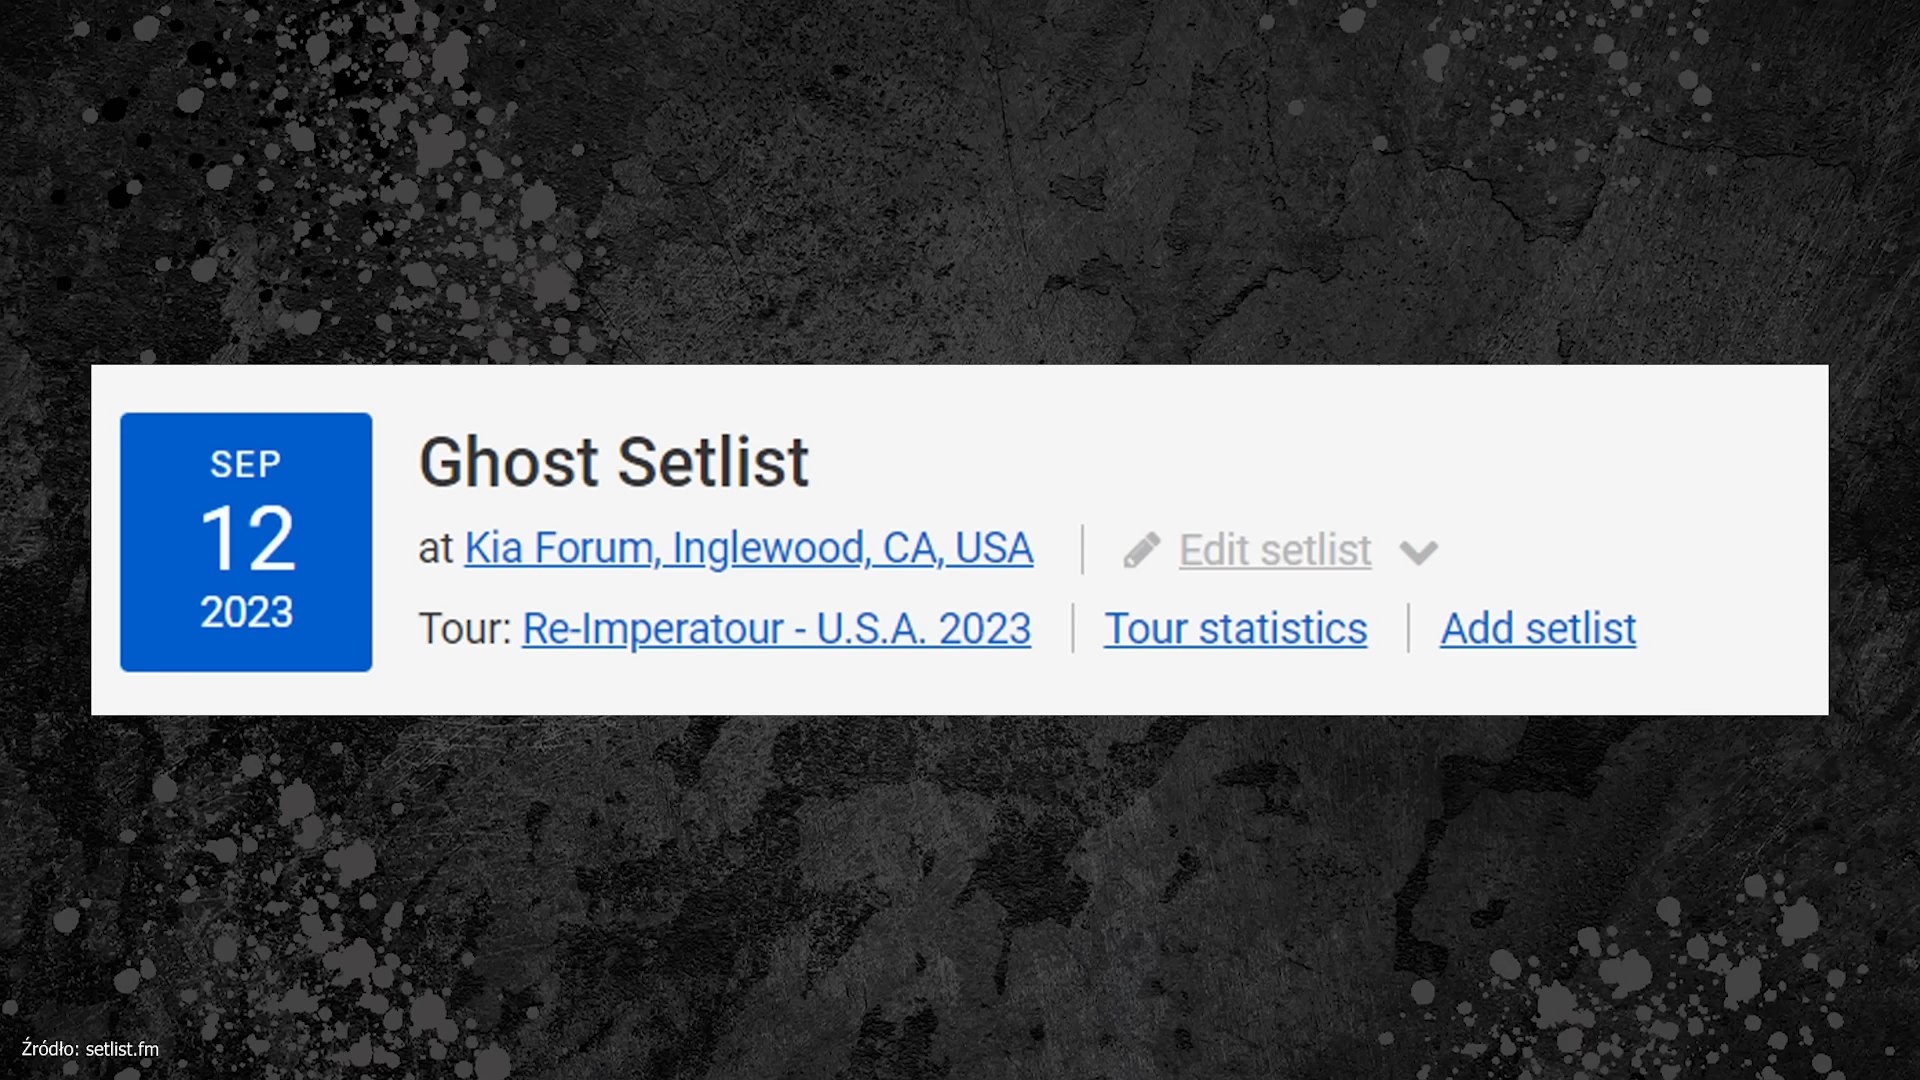 SEP
12
2023
Ghost Setlist
at Kia Forum, Inglewood, CA, USA
Edit setlist
Tour: Re-Imperatour - U.S.A. 2023
Tour statistics
Add setlist
Źródło: setlist.fm